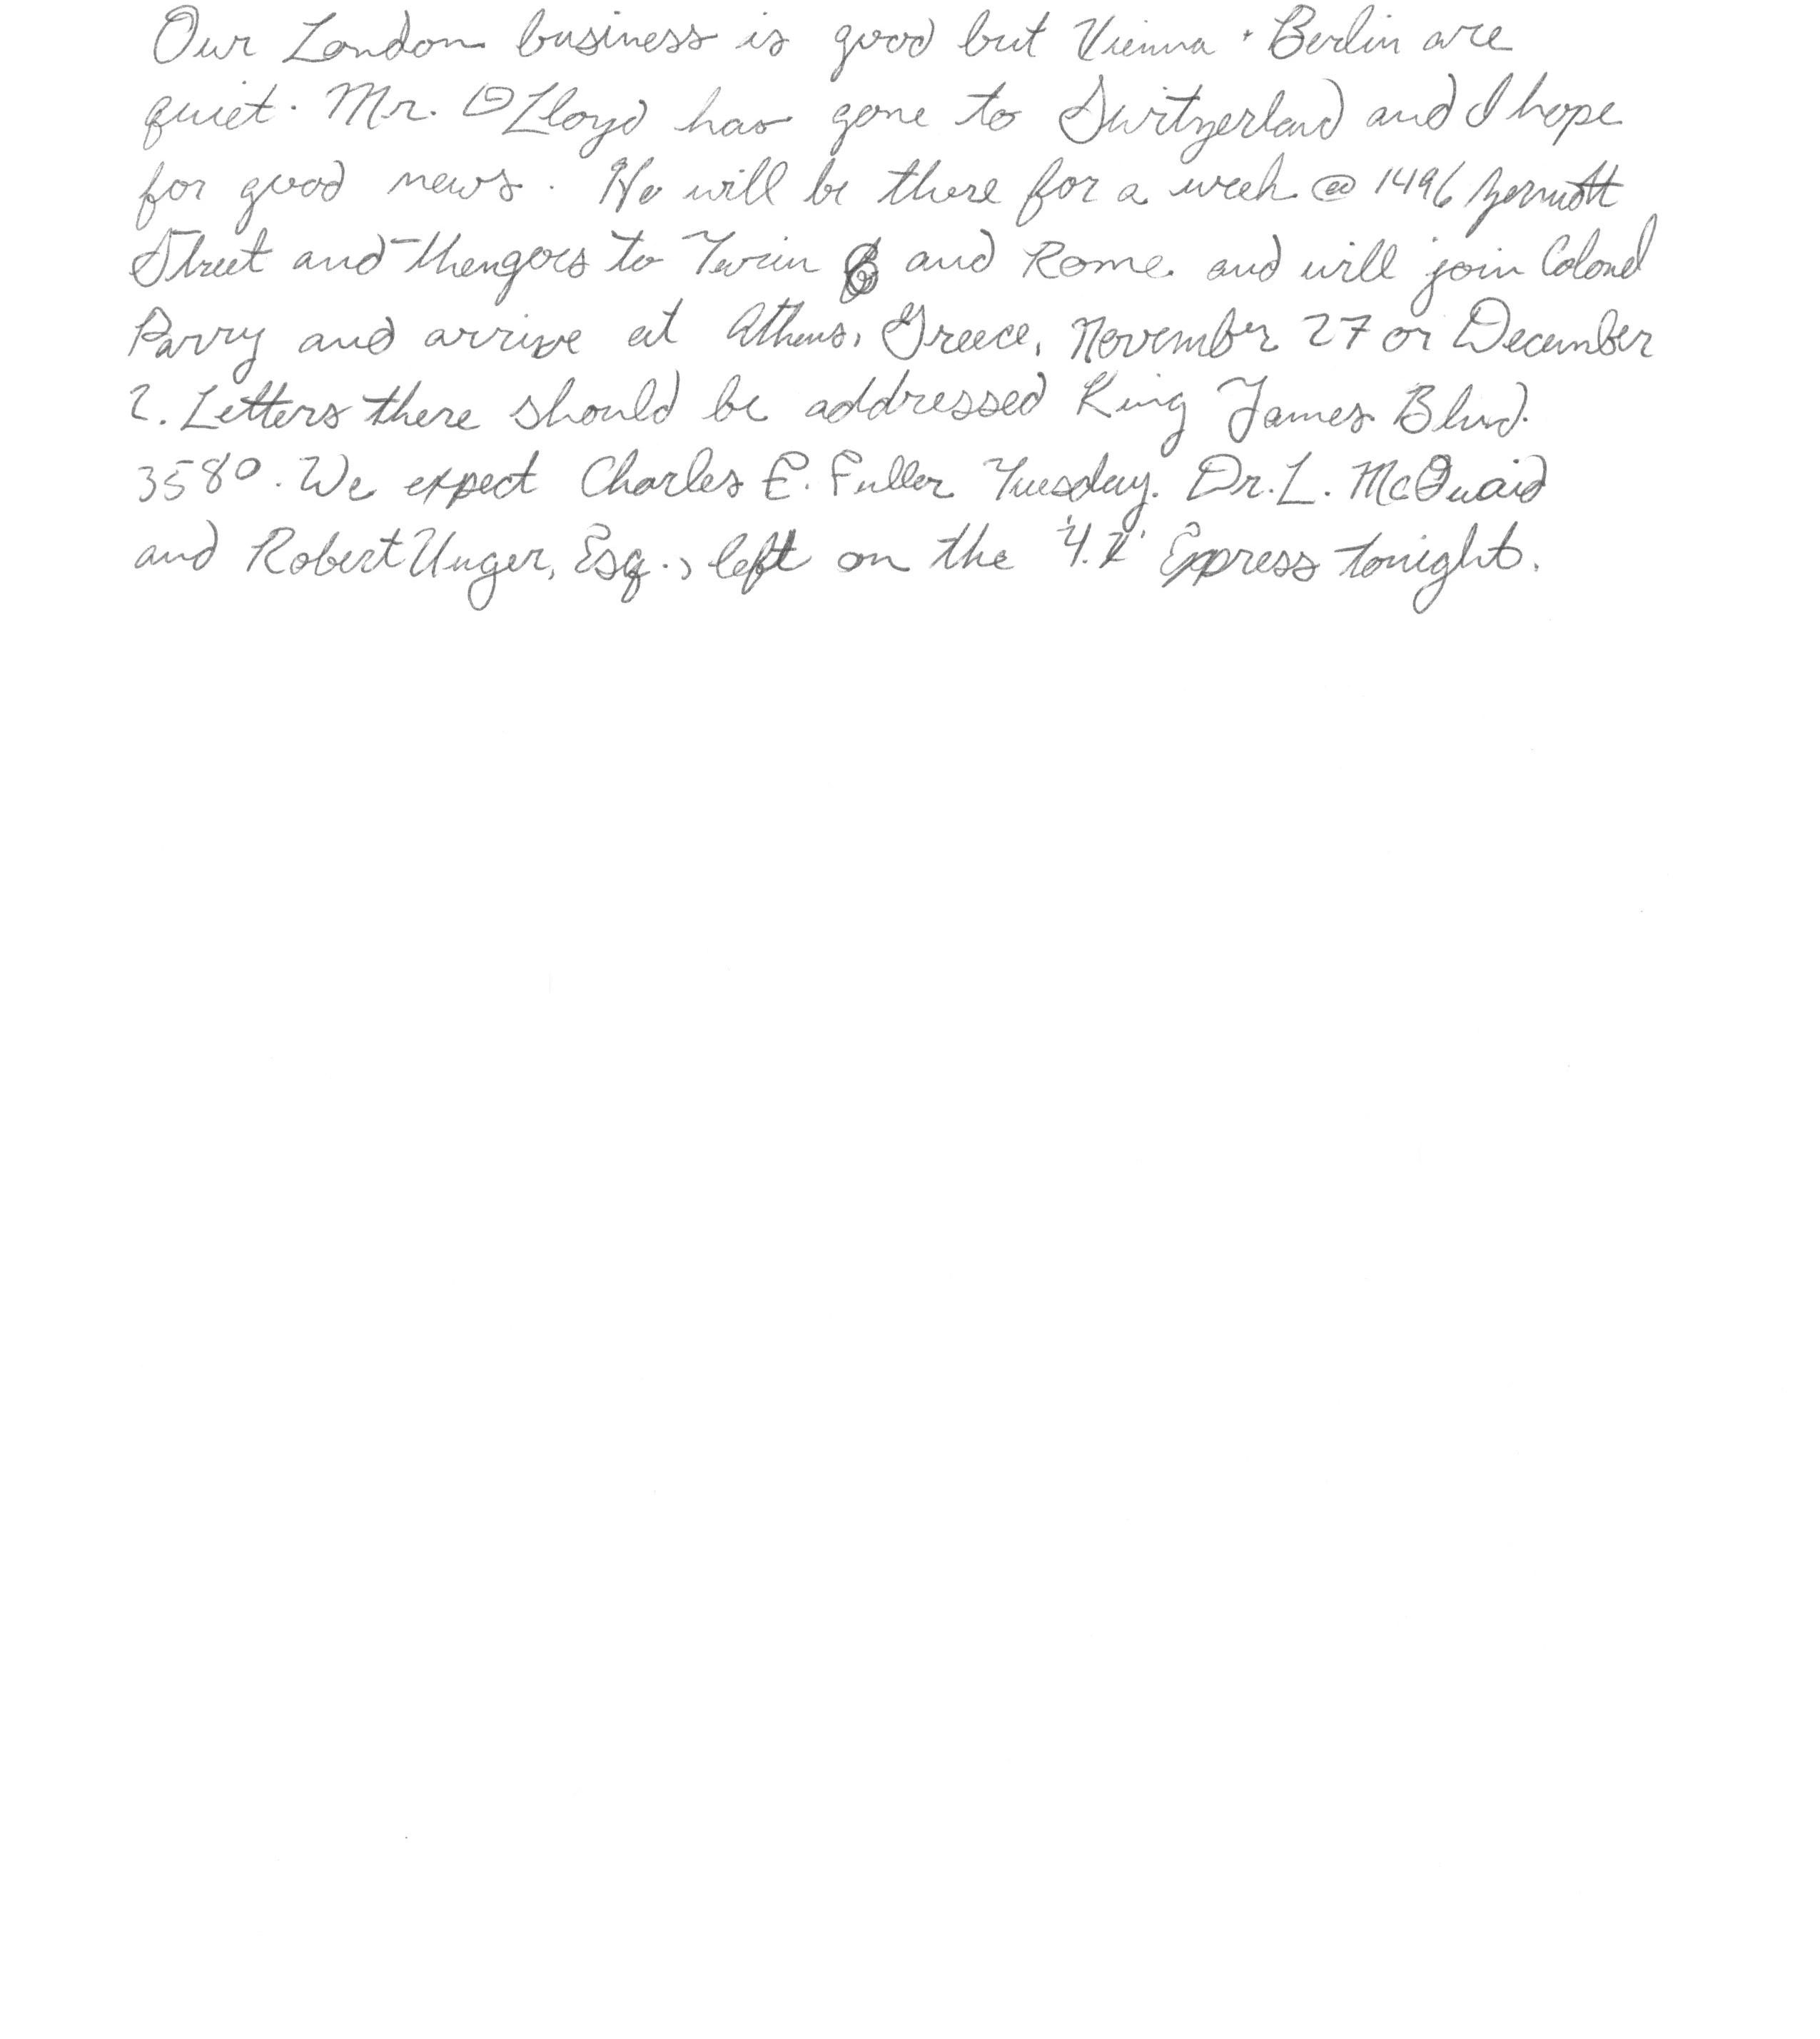 Our London business is good but Vienna + Berlin are
quiet. Mr. D Lloyd has gone to Switzerland and I hope
for good news. He will be there for a week @ 1496 Zermott
Street and then goes to Turin and Rome and will join Colonel
Parry and arrive at Athens, Greece, November 27 or December
2. Letters there should be addressed King James Blvd.
3580. We expect Charles E. Fuller Tuesday. Dr. L. McQuaid
and Robert Unger, Esq., left on the Express tonight.